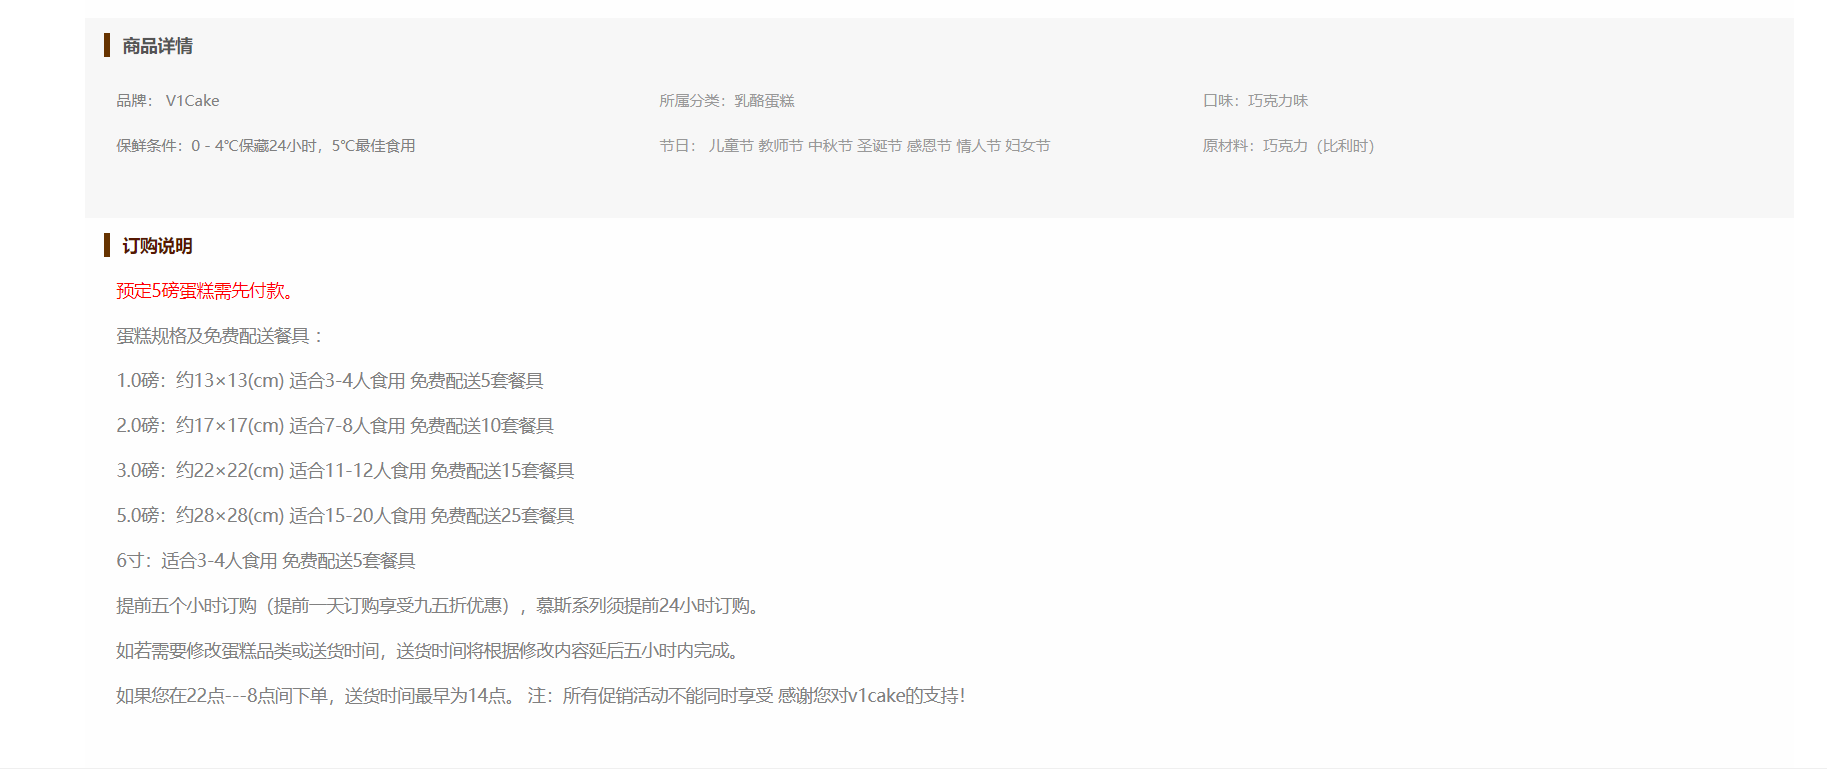 商品详情
品牌： V1Cake 所属分类：乳酪蛋糕 口味：巧克力味
保鲜条件：0 - 4℃保藏24小时，5℃最佳食用 节日： 儿童节 教师节 中秋节 圣诞节 感恩节 情人节 妇女节 原材料：巧克力（比利时）
订购说明
预定5磅蛋糕需先付款。
蛋糕规格及免费配送餐具 ：
1.0磅：约13×13(cm) 适合3-4人食用 免费配送5套餐具
2.0磅：约17×17(cm) 适合7-8人食用 免费配送10套餐具
3.0磅：约22×22(cm) 适合11-12人食用 免费配送15套餐具
5.0磅：约28×28(cm) 适合15-20人食用 免费配送25套餐具
6寸：适合3-4人食用 免费配送5套餐具
提前五个小时订购（提前一天订购享受九五折优惠），慕斯系列须提前24小时订购。
如若需要修改蛋糕品类或送货时间，送货时间将根据修改内容延后五小时内完成。
如果您在22点---8点间下单，送货时间最早为14点。 注：所有促销活动不能同时享受 感谢您对v1cake的支持！